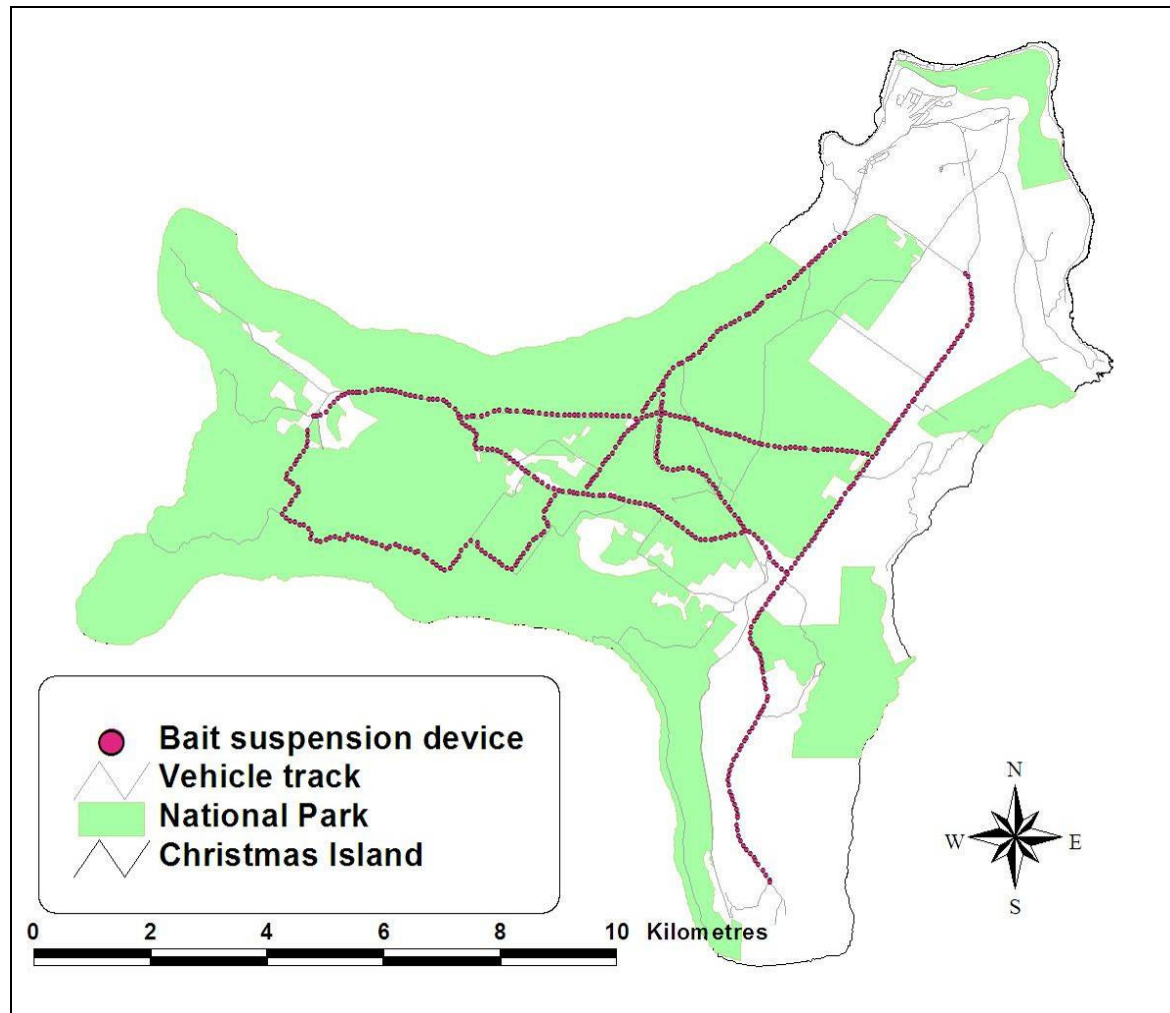 Bait suspension device
Vehicle track
National Park
Christmas Island
N
W E
S
0 2 4 6 8 10 Kilometres